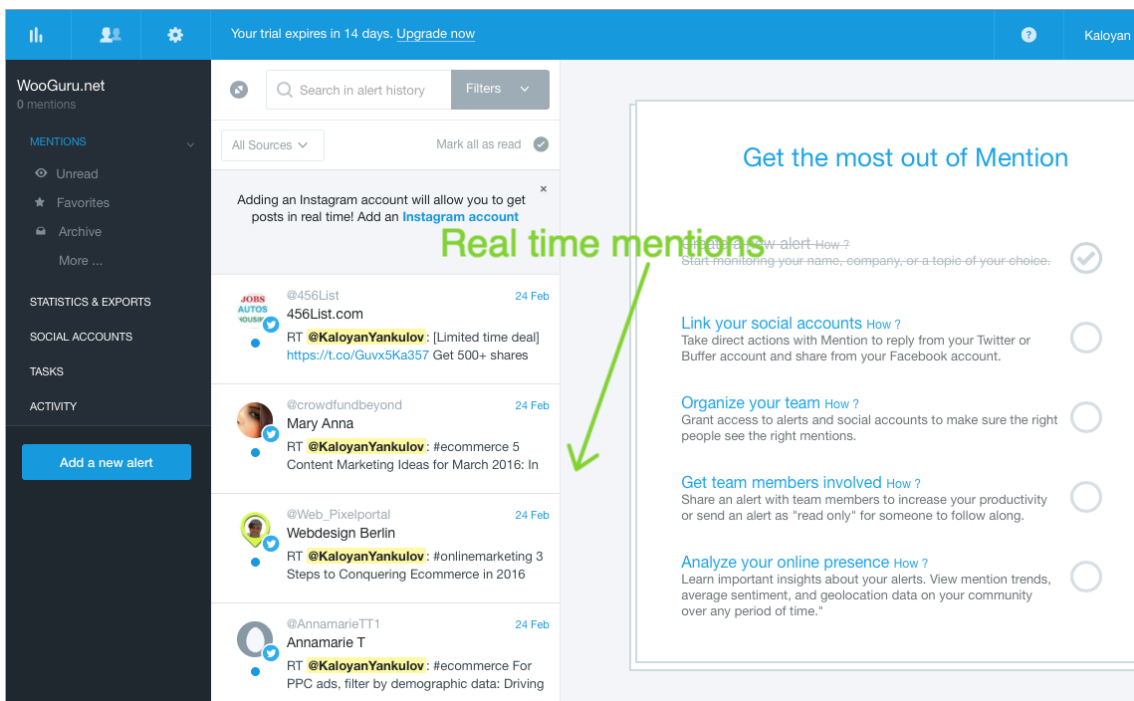 Your trial expires in 14 days. Upgrade now
?
Kaloyan
WooGuru.net
0 mentions
MENTIONS
Unread
Favorites
Archive
More ...
STATISTICS & EXPORTS
SOCIAL ACCOUNTS
TASKS
ACTIVITY
Add a new alert
Search in alert history
Filters
All Sources
Mark all as read
Adding an Instagram account will allow you to get
posts in real time! Add an Instagram account
×
Real time mentions
JOBS
AUTOS
@456List
24 Feb
456List.com
RT @KaloyanYankulov: [Limited time deal]
https://t.co/Guvx5Ka357 Get 500+ shares
@crowdfundbeyond
24 Feb
Mary Anna
RT @KaloyanYankulov: #ecommerce 5
Content Marketing Ideas for March 2016: In
@Web_Pixelportal
24 Feb
Webdesign Berlin
RT @KaloyanYankulov: #onlinemarketing 3
Steps to Conquering Ecommerce in 2016
@AnnamarieTT1
24 Feb
Annamarie T
RT @KaloyanYankulov: #ecommerce For
PPC ads, filter by demographic data: Driving
Get the most out of Mention
Create a new alert How ?
Start monitoring your name, company, or a topic of your choice.
Link your social accounts How ?
Take direct actions with Mention to reply from your Twitter or
Buffer account and share from your Facebook account.
Organize your team How ?
Grant access to alerts and social accounts to make sure the right
people see the right mentions.
Get team members involved How ?
Share an alert with team members to increase your productivity
or send an alert as "read only" for someone to follow along.
Analyze your online presence How ?
Learn important insights about your alerts. View mention trends,
average sentiment, and geolocation data on your community
over any period of time."